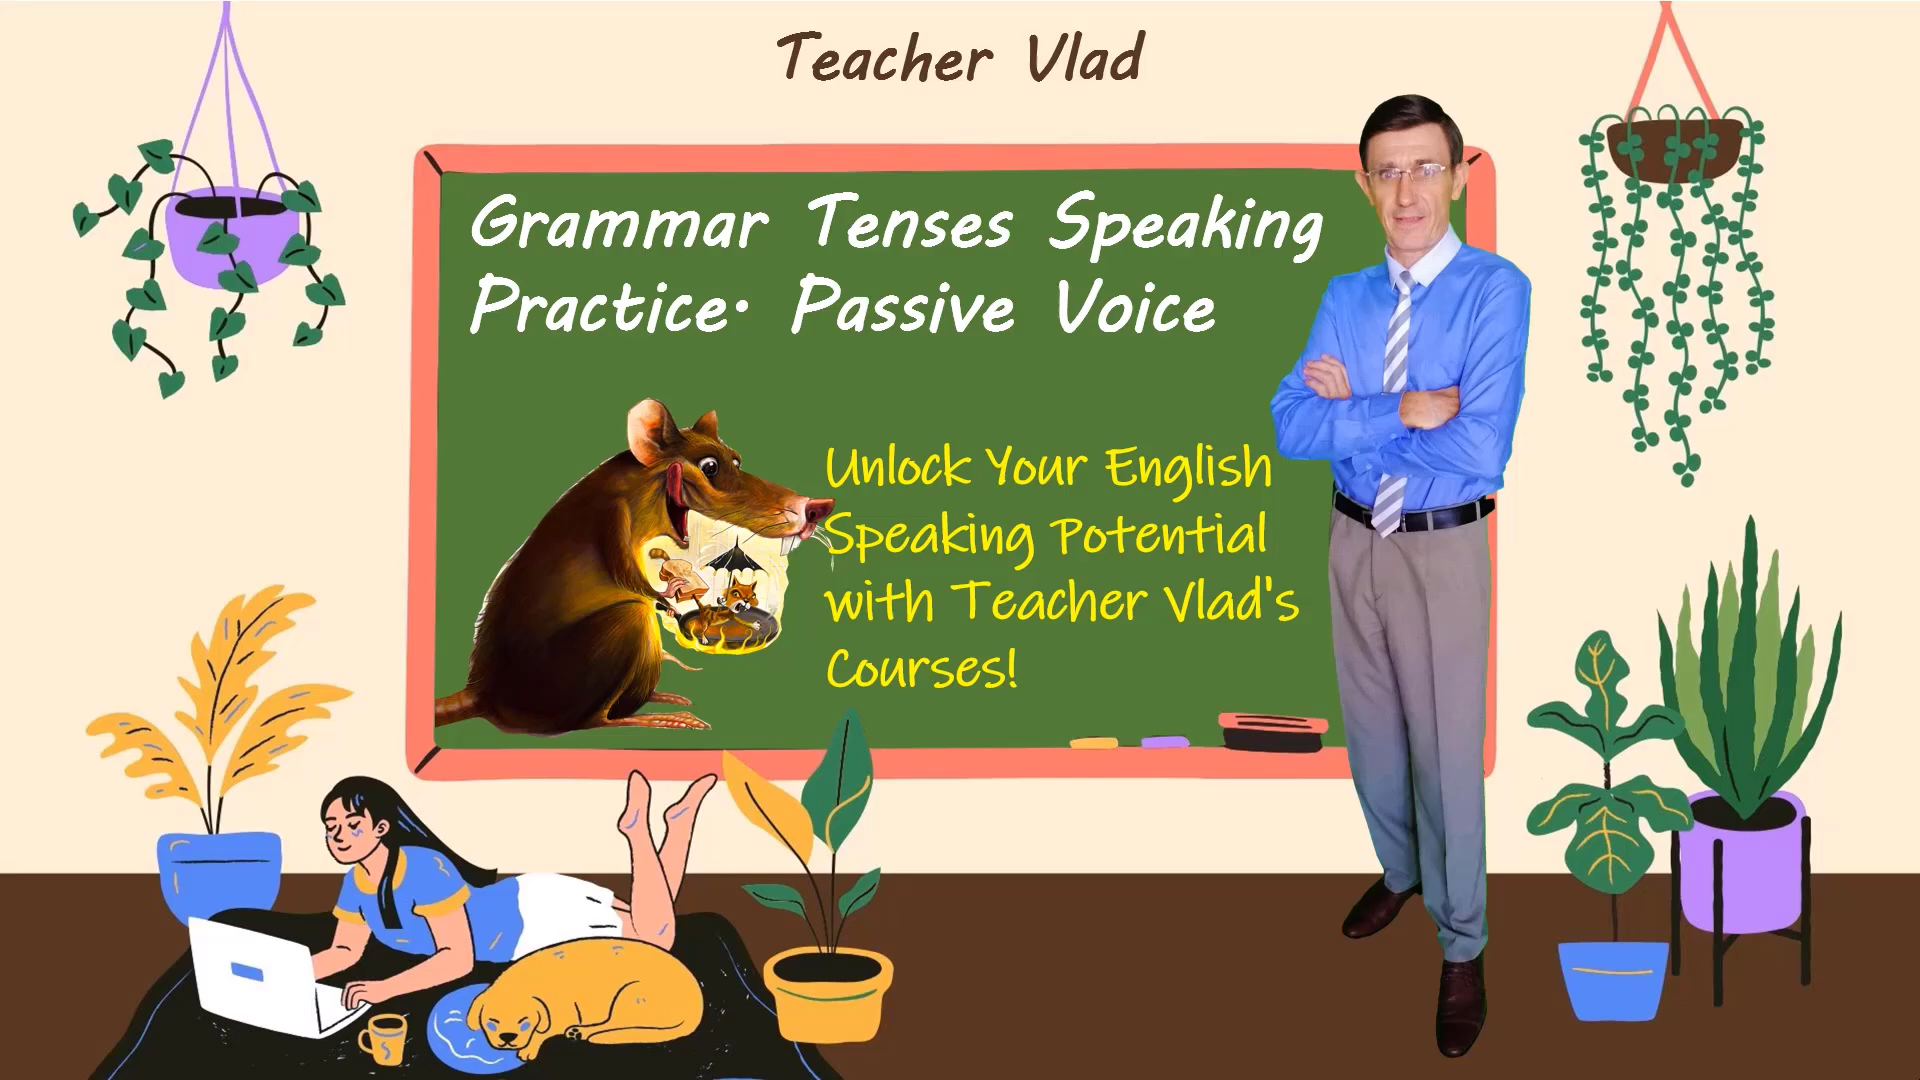 Teacher Vlad
Grammar Tenses Speaking
Practice. Passive Voice
Unlock Your English
Speaking Potential
with Teacher Vlad's
Courses!